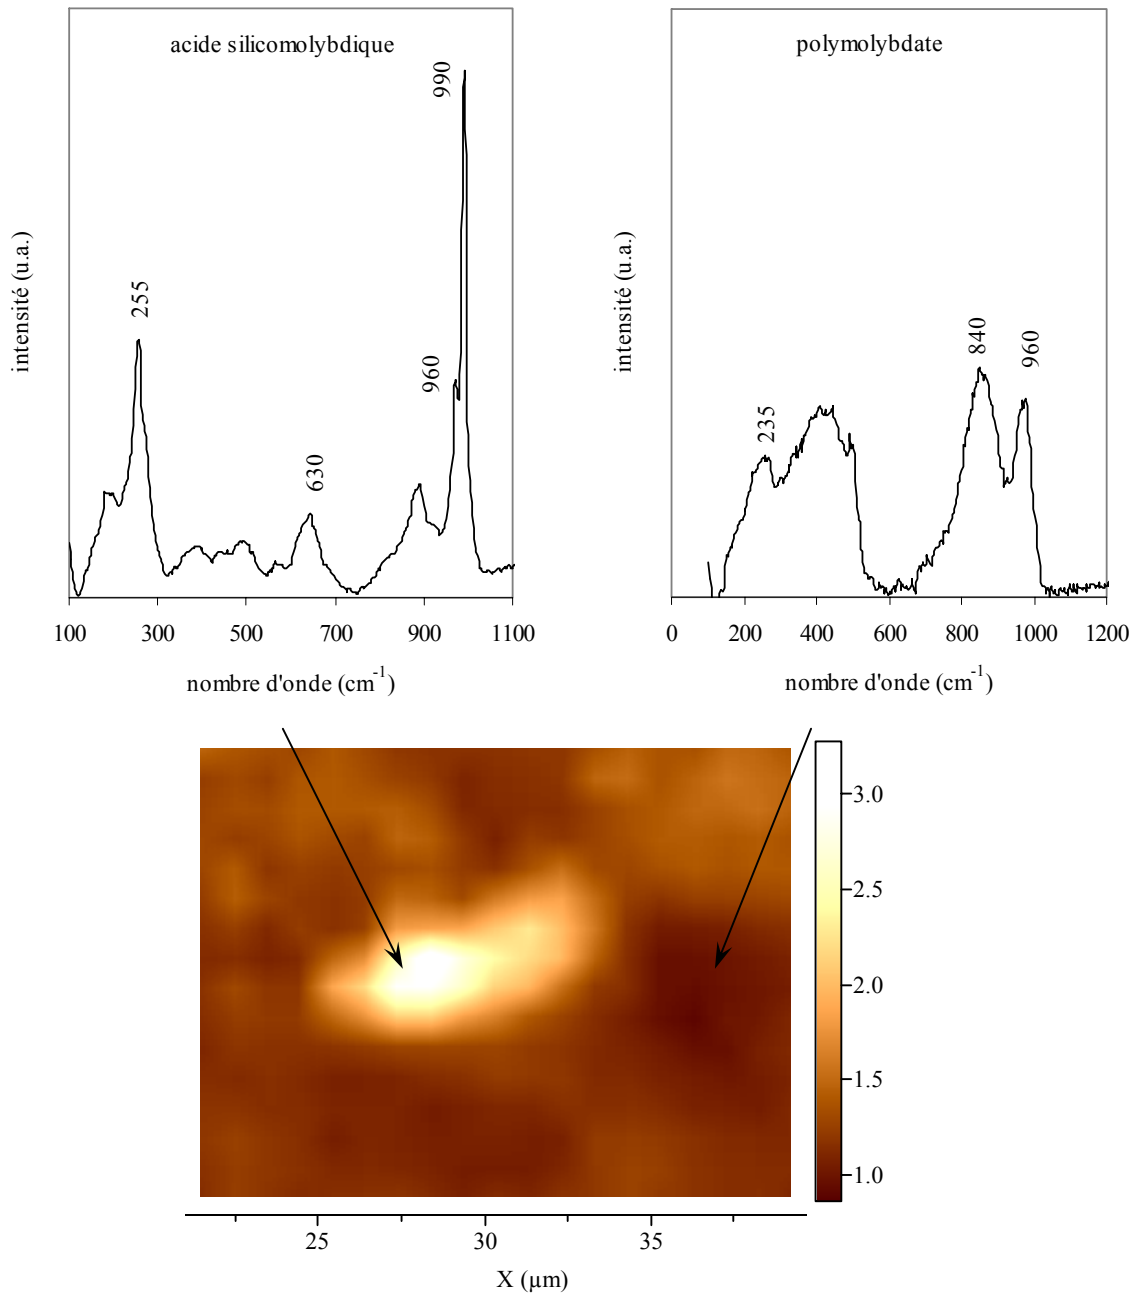 acide silicomolybdique
990
255
960
630
intensité (u.a.)
100 300 500 700 900 1100
nombre d'onde (cm⁻¹)
polymolybdate
840
960
235
intensité (u.a.)
0 200 400 600 800 1000 1200
nombre d'onde (cm⁻¹)
3.0
2.5
2.0
1.5
1.0
25 30 35
X (µm)